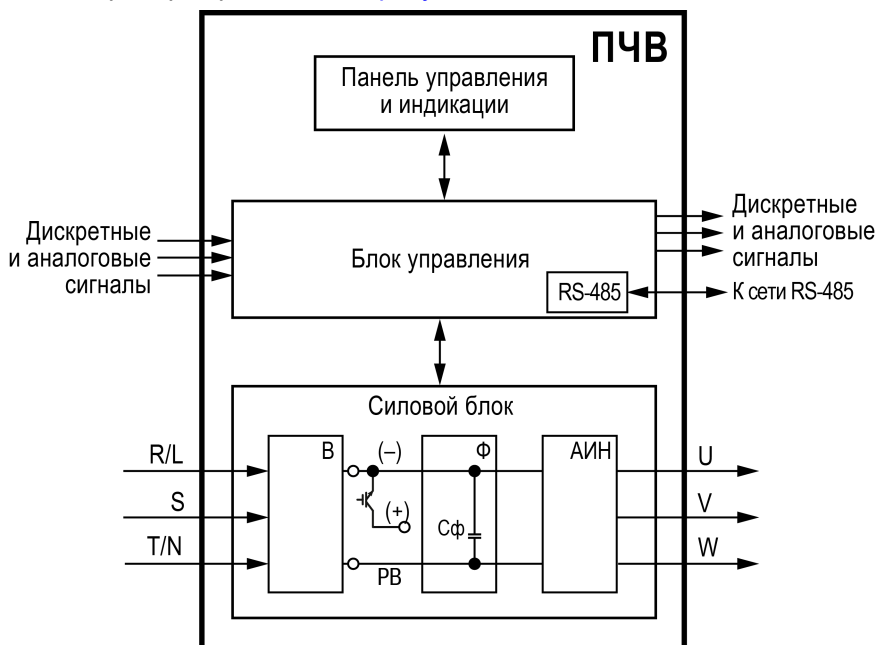 ПЧВ
Панель управления
и индикации
Дискретные
и аналоговые
сигналы
Блок управления
RS-485
Дискретные
и аналоговые
сигналы
К сети RS-485
Силовой блок
R/L
S
T/N
В
(–)
(+)
РВ
Ф
Сф
АИН
U
V
W